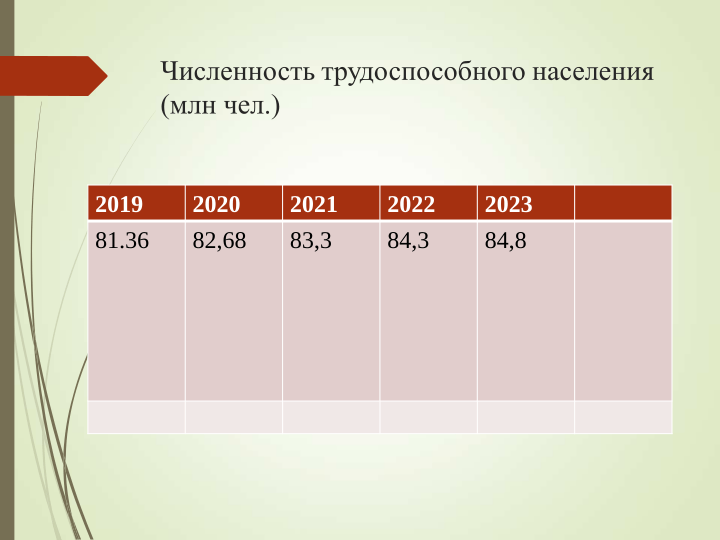 Численность трудоспособного населения
(млн чел.)
2019 2020 2021 2022 2023
81.36 82,68 83,3 84,3 84,8